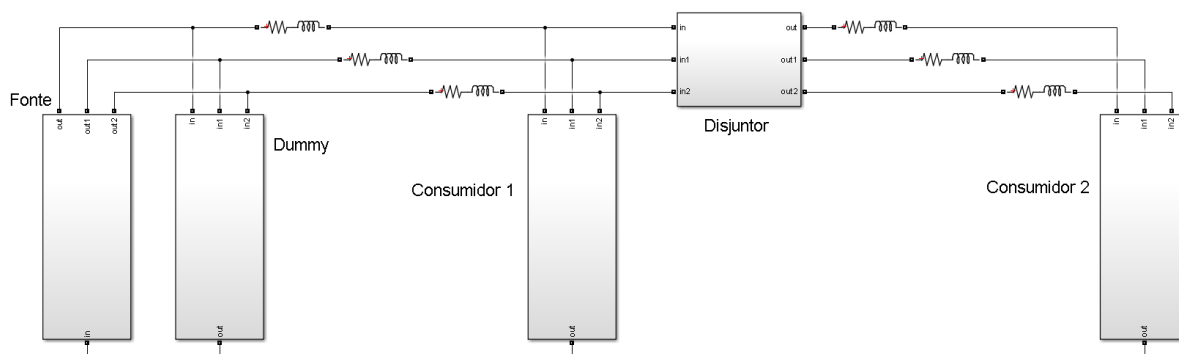 in
out
in1
out1
in2
out2
Fonte
Disjuntor
out
out1
out2
in
in1
in2
in
in1
in2
in
in1
in2
Dummy
Consumidor 1
Consumidor 2
in
out
out
out